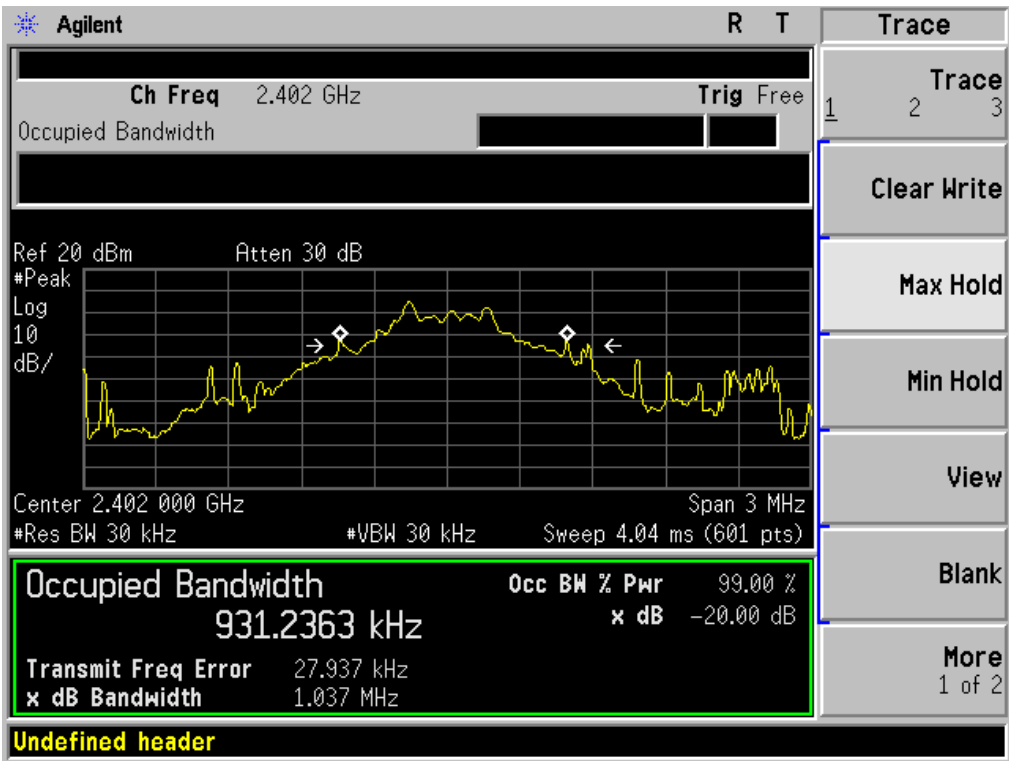 Agilent R T Trace
Ch Freq 2.402 GHz Trig Free
Occupied Bandwidth
Trace
1 2 3
Clear Write
Max Hold
Min Hold
View
Blank
More
1 of 2
Ref 20 dBm Atten 30 dB
#Peak
Log
10
dB/
Center 2.402 000 GHz Span 3 MHz
#Res BW 30 kHz #VBW 30 kHz Sweep 4.04 ms (601 pts)
Occupied Bandwidth Occ BW % Pwr 99.00 %
931.2363 kHz x dB -20.00 dB
Transmit Freq Error 27.937 kHz
x dB Bandwidth 1.037 MHz
Undefined header